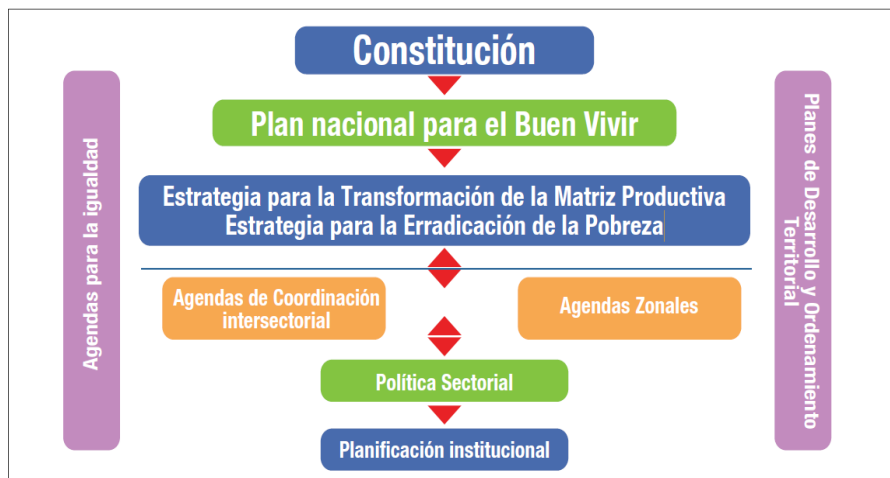 Constitución
Plan nacional para el Buen Vivir
Estrategia para la Transformación de la Matriz Productiva
Estrategia para la Erradicación de la Pobreza
Agendas de Coordinación
intersectorial
Agendas Zonales
Política Sectorial
Planificación institucional
Agendas para la igualdad
Planes de Desarrollo y Ordenamiento
Territorial